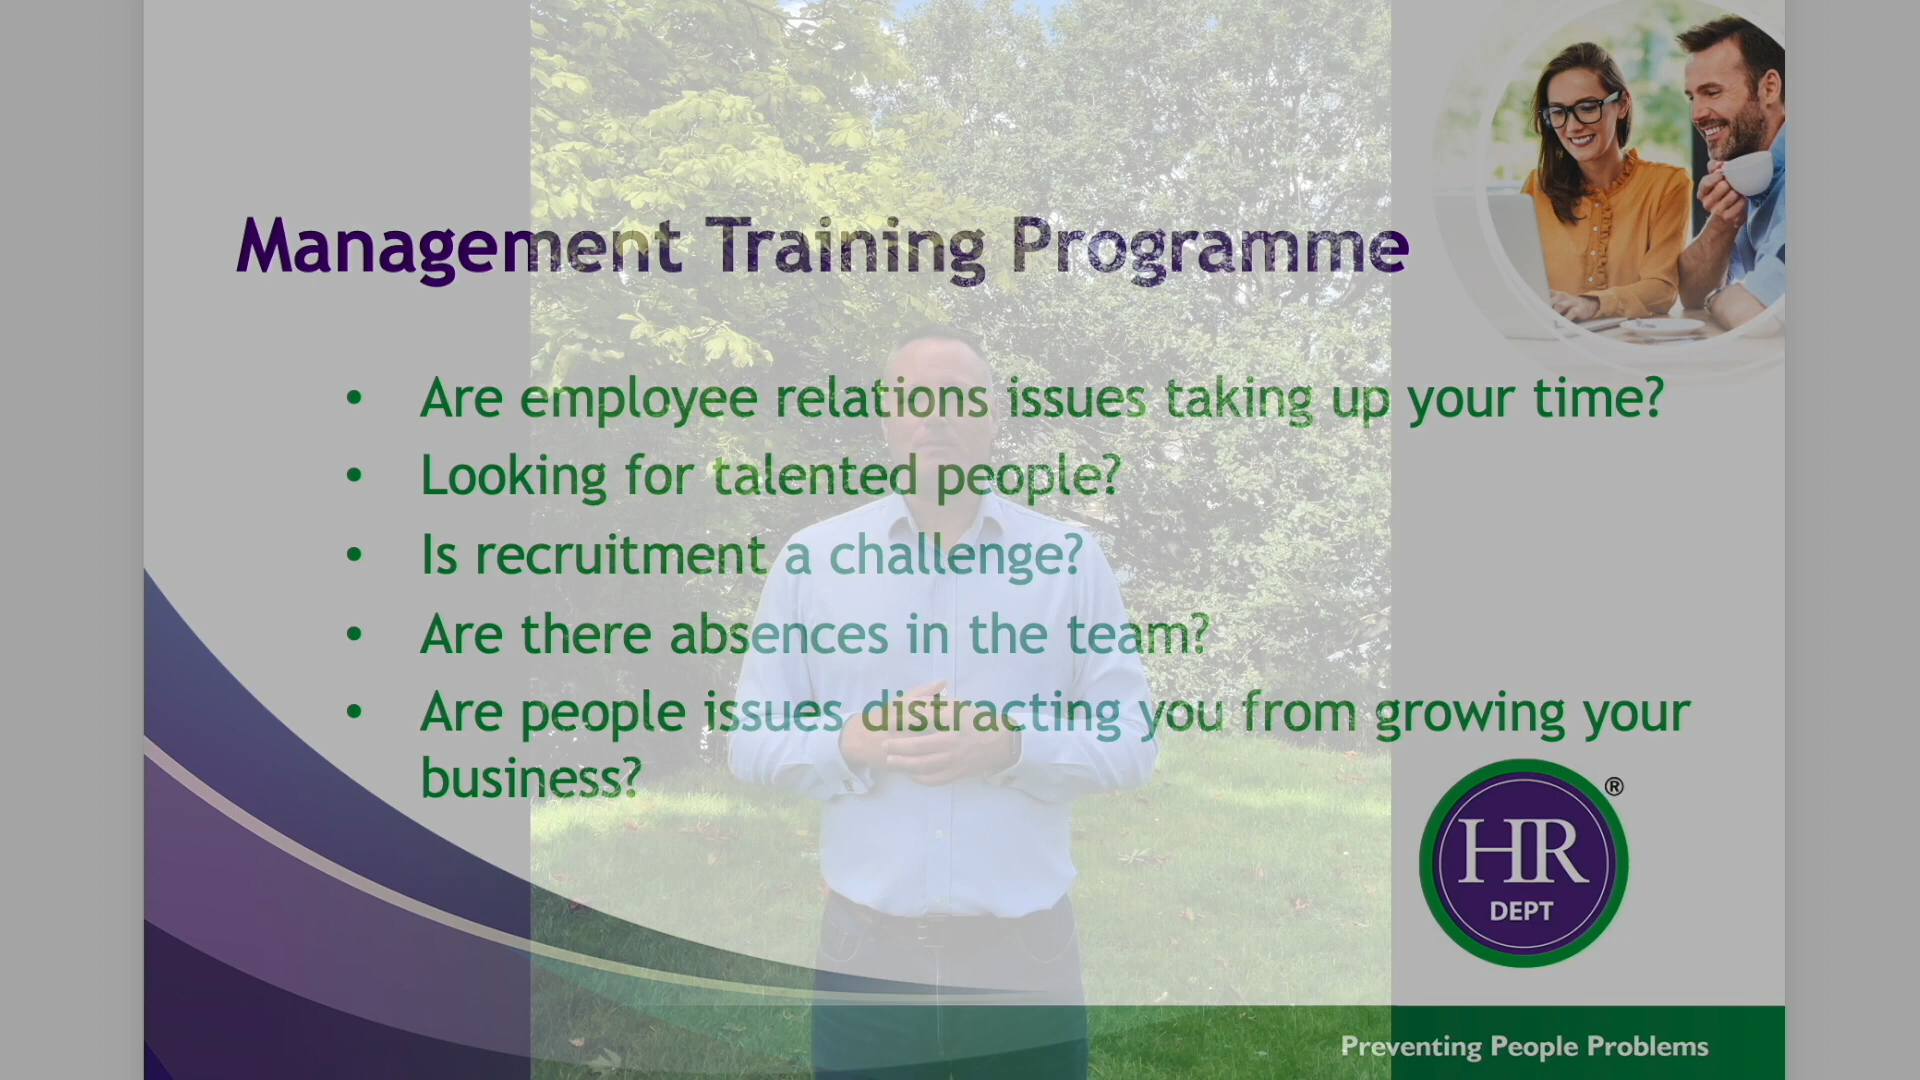 Management Training Programme
• Are employee relations issues taking up your time?
• Looking for talented people?
• Is recruitment a challenge?
• Are there absences in the team?
• Are people issues distracting you from growing your
business?
®
HR
DEPT
Preventing People Problems